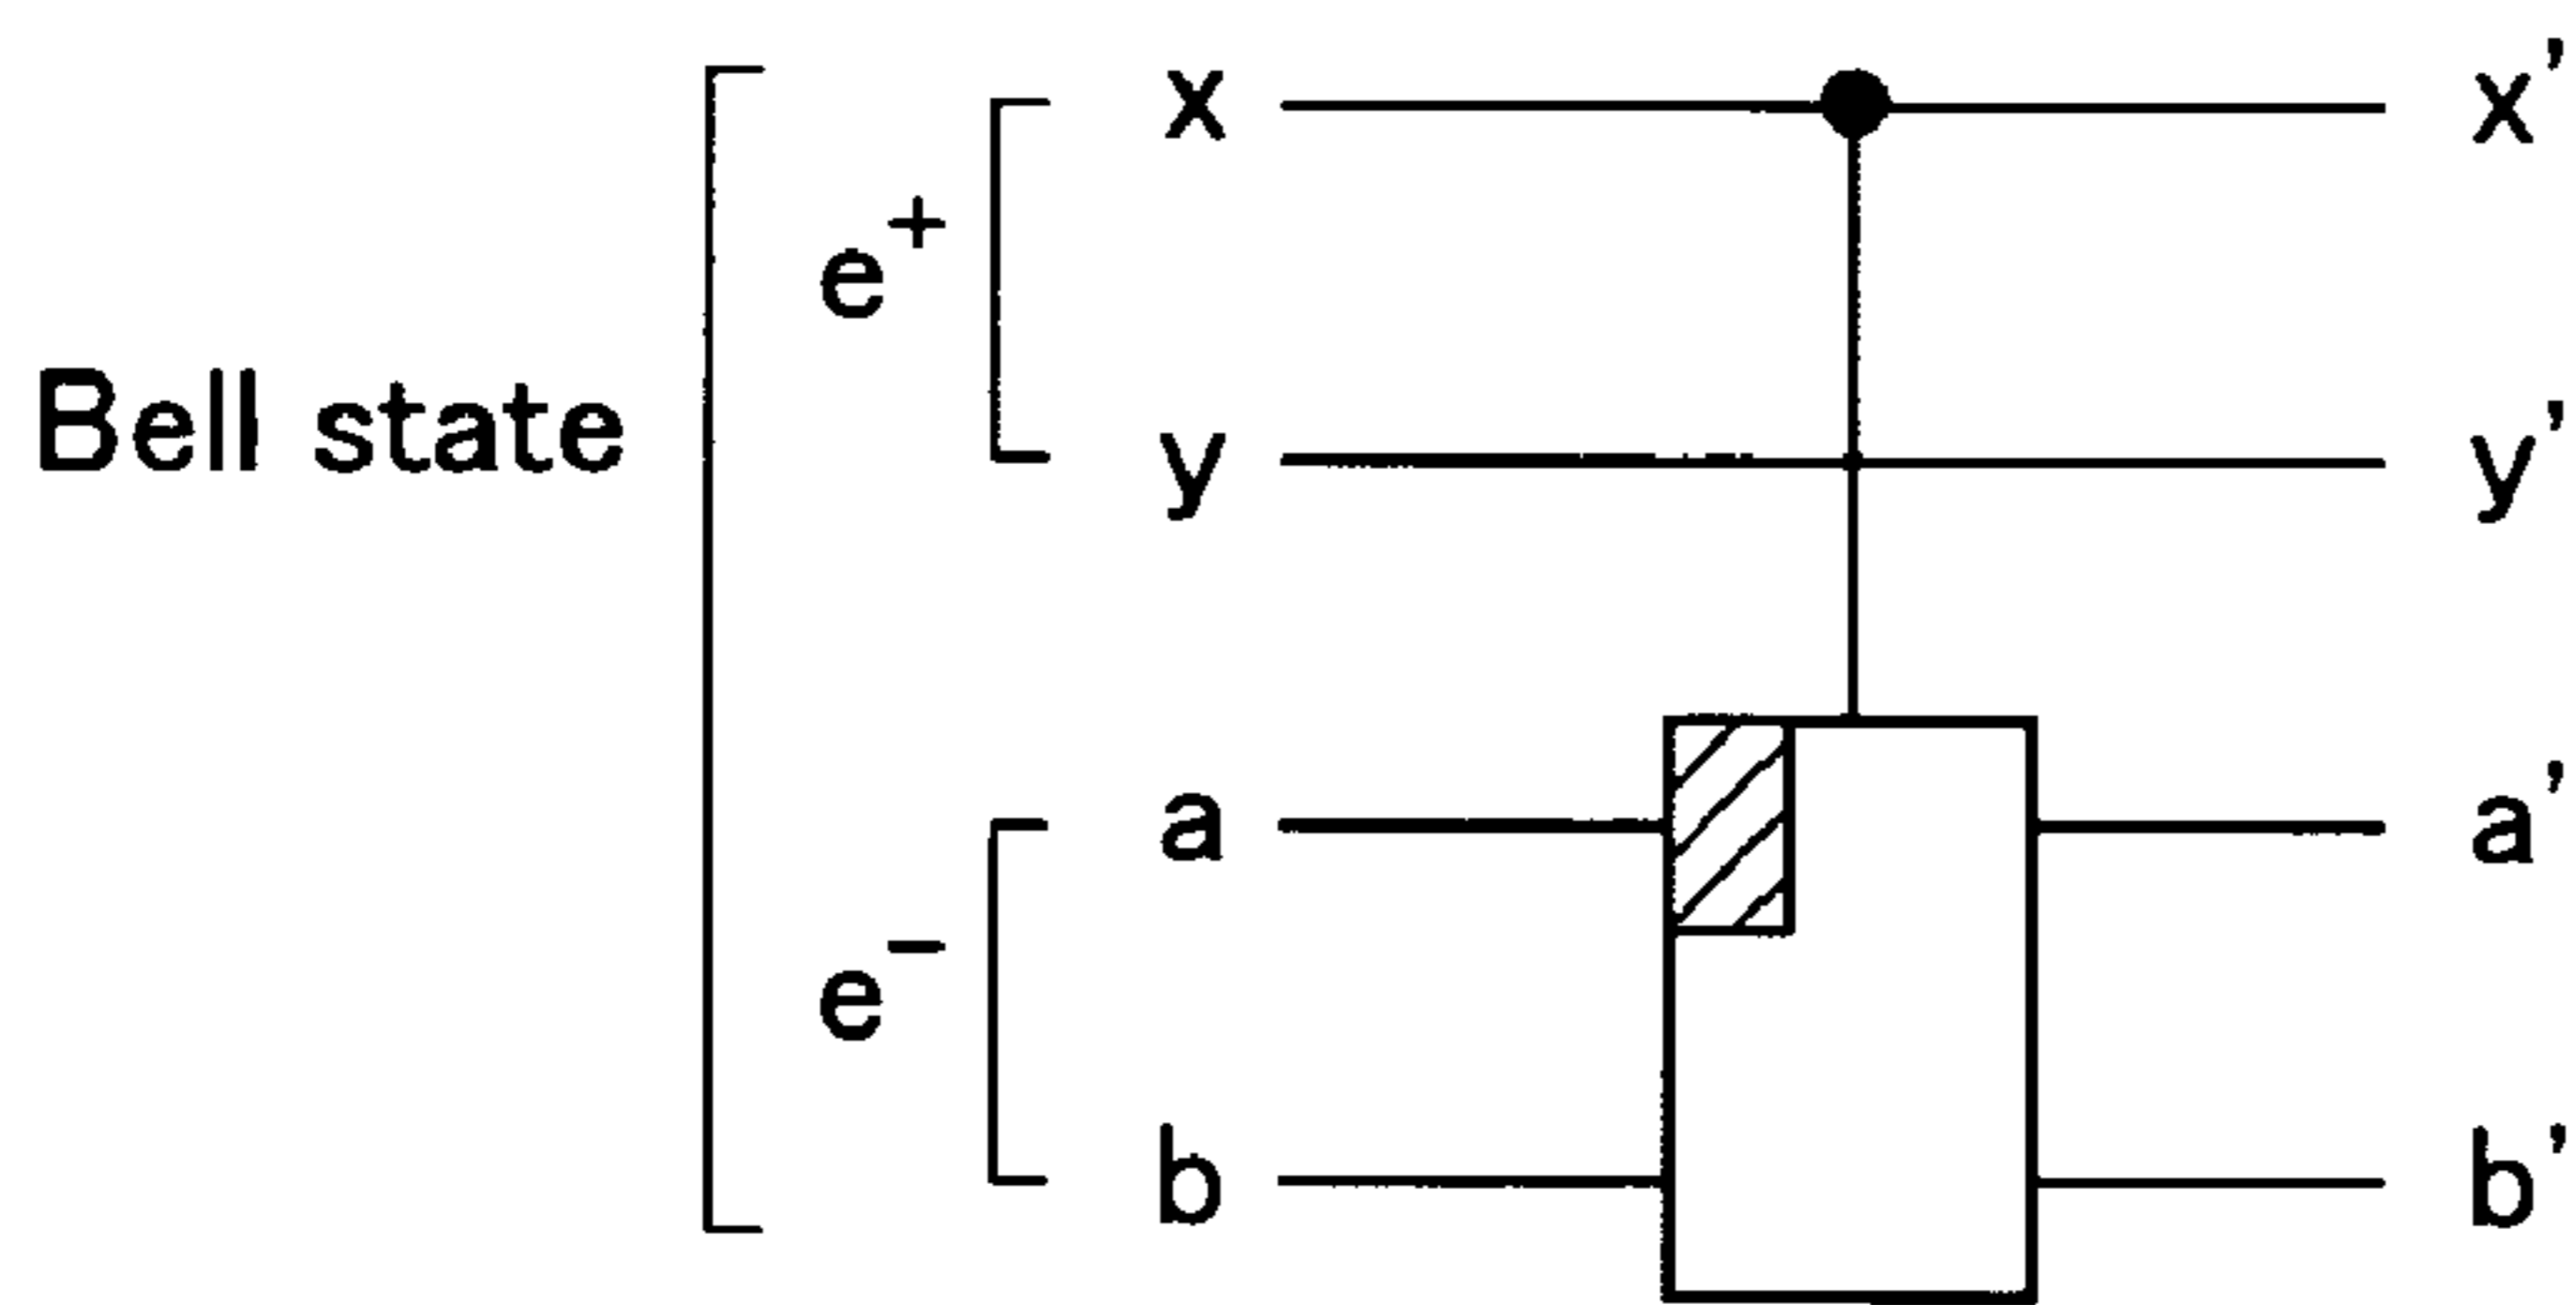 x x'
e⁺
Bell state y y'
a a'
e⁻
b b'